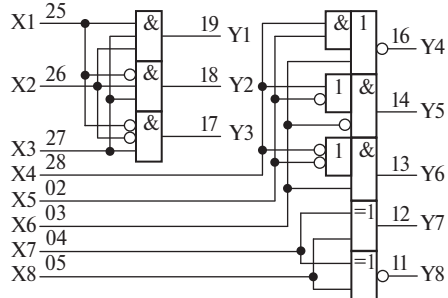 X1 25 & 19 Y1
X2 26 & 18 Y2
& 17 Y3
X3 27
X4 28
X5 02
X6 03
X7 04
X8 05
& 1 16 Y4
1 & 14 Y5
1 & 13 Y6
=1 12 Y7
=1 11 Y8